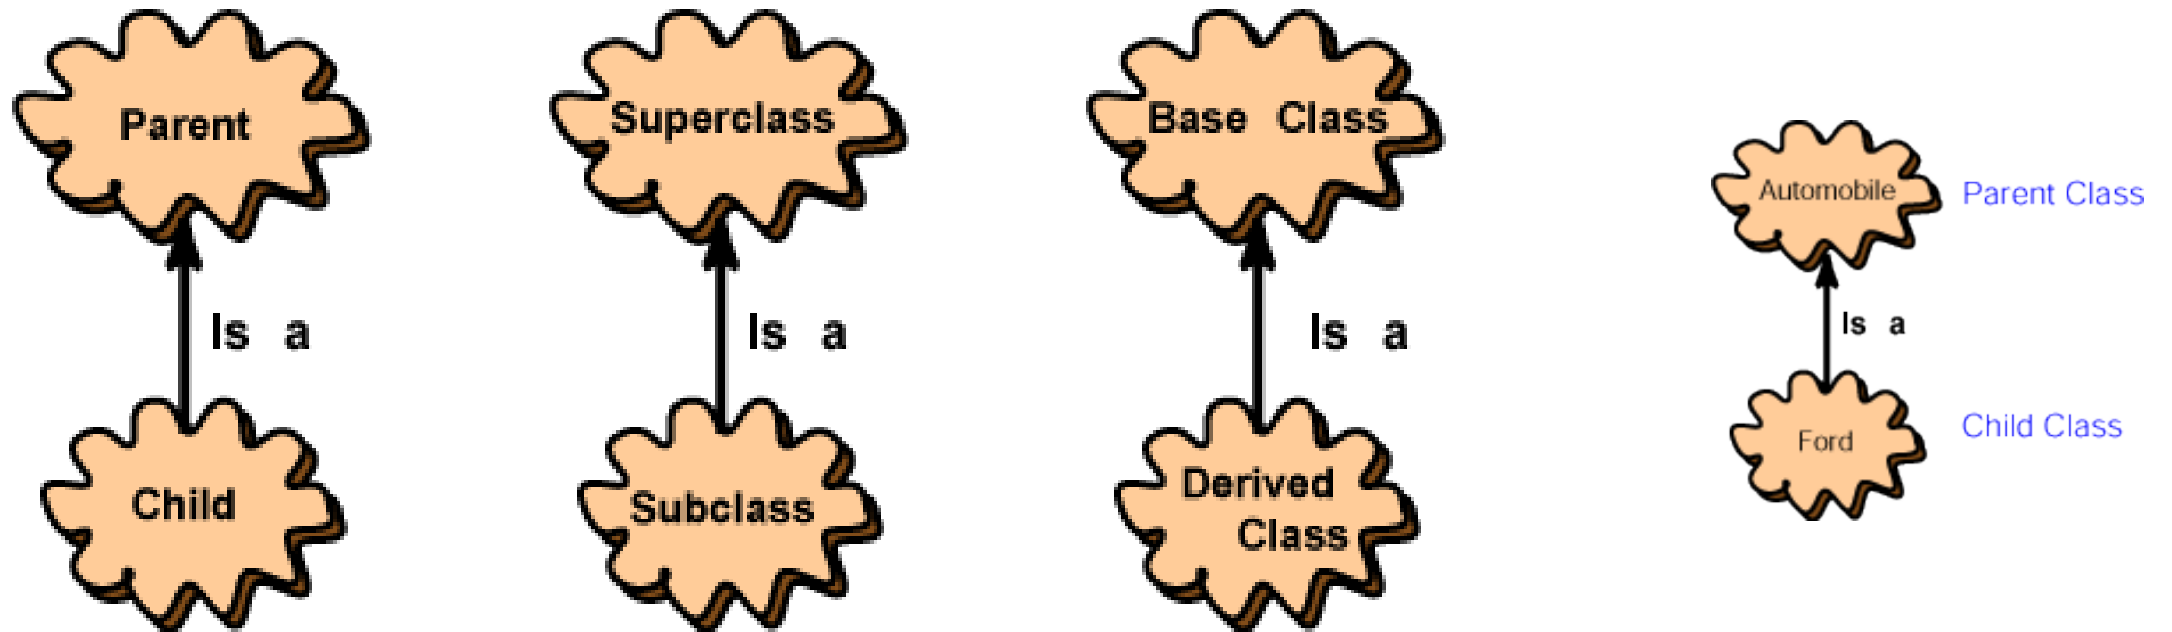 Parent
Is a
Child
Superclass
Is a
Subclass
Base Class
Is a
Derived
Class
Automobile
Parent Class
Is a
Ford
Child Class